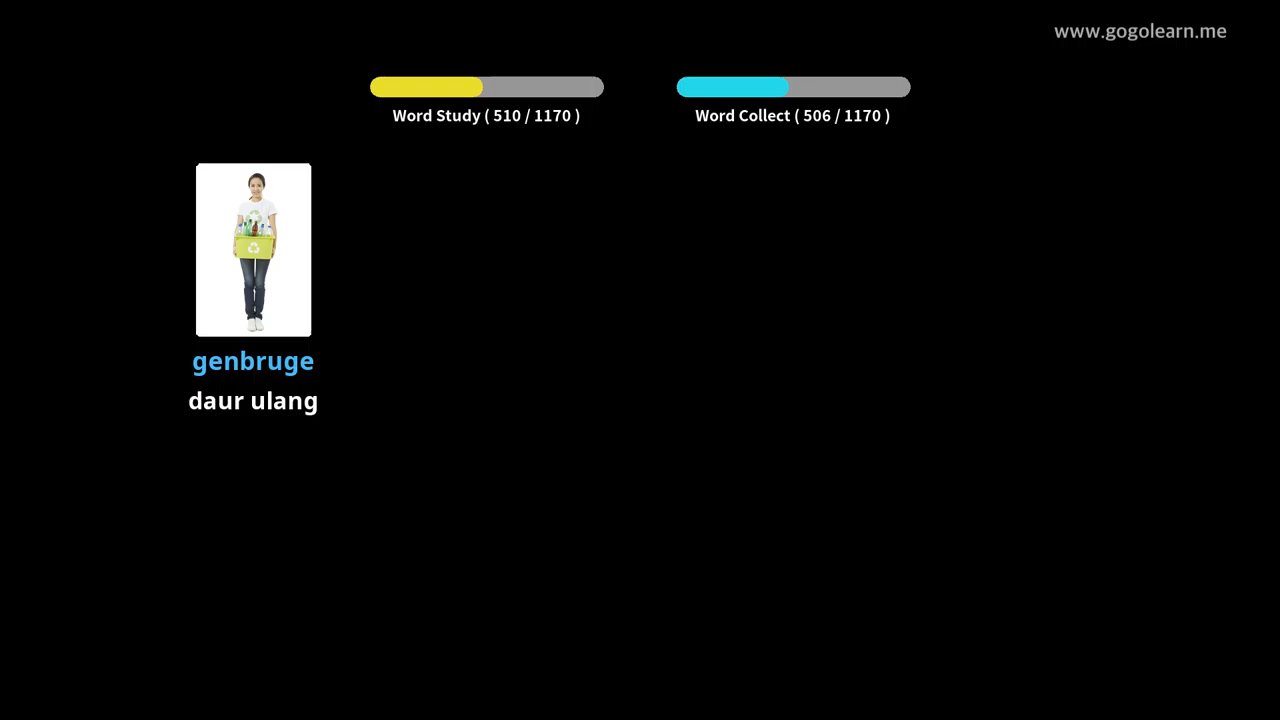 www.gogolearn.me
Word Study ( 510 / 1170 )
Word Collect ( 506 / 1170 )
genbruge
daur ulang